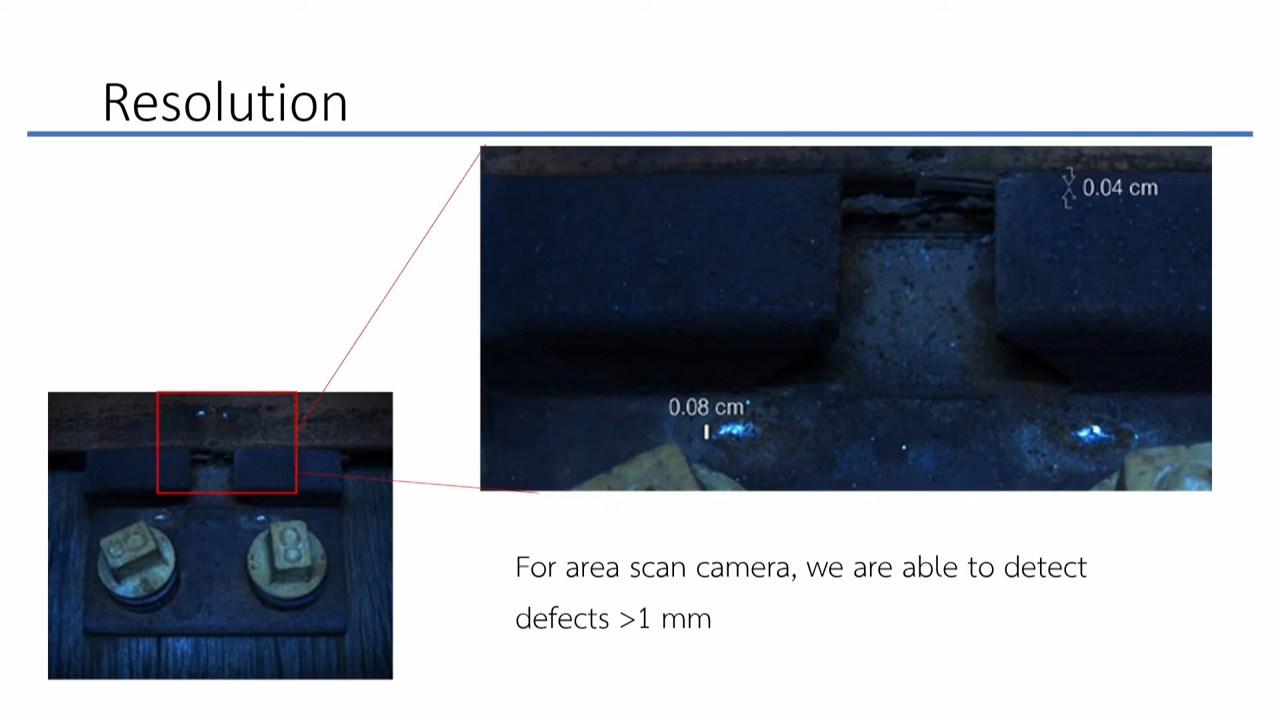 Resolution
0.04 cm
0.08 cm
For area scan camera, we are able to detect
defects >1 mm